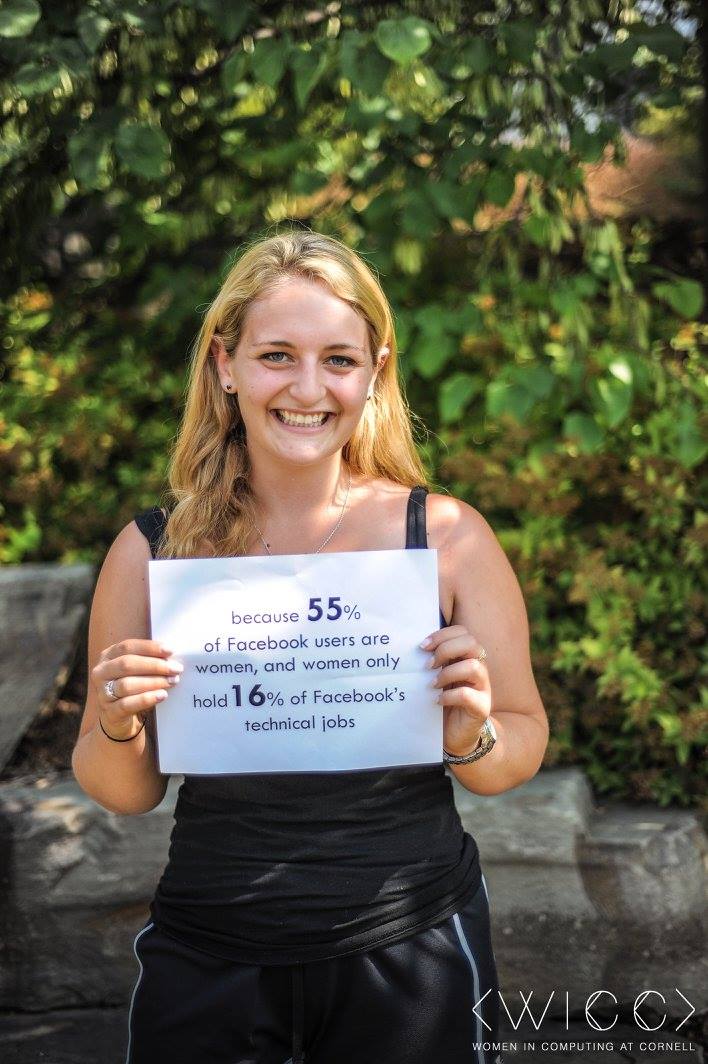 because 55%
of Facebook users are
women, and women only
hold 16% of Facebook's
technical jobs
<WICC>
WOMEN IN COMPUTING AT CORNELL